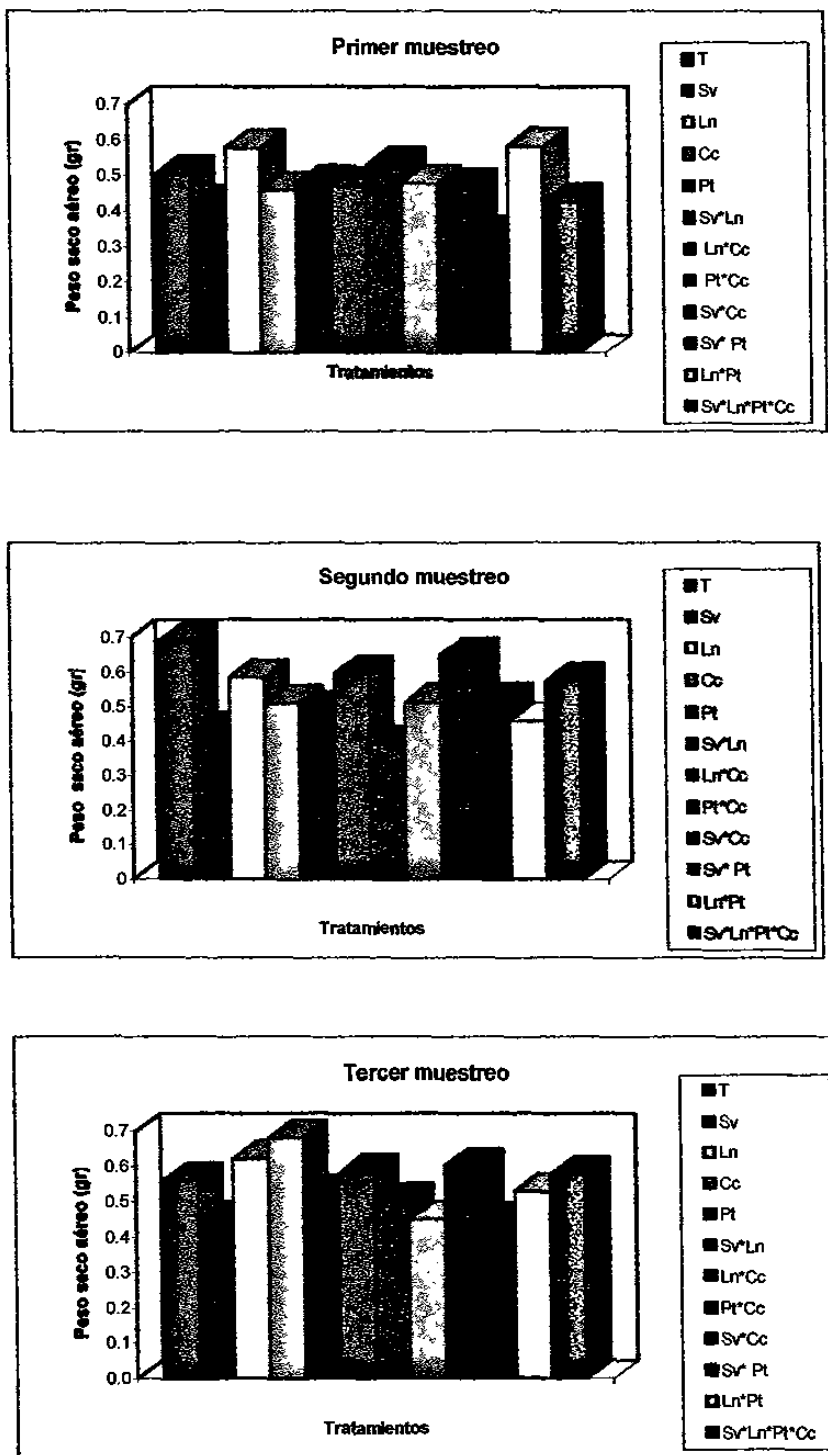 Primer muestreo
Peso seco aéreo (gr)
0.7
0.6
0.5
0.4
0.3
0.2
0.1
0
Tratamientos
T
Sv
Ln
Cc
Pt
Sv*Ln
Ln*Cc
Pt*Cc
Sv*Cc
Sv* Pt
Ln*Pt
Sv*Ln*Pt*Cc
Segundo muestreo
Peso seco aéreo (gr)
0.7
0.6
0.5
0.4
0.3
0.2
0.1
0
Tratamientos
T
Sv
Ln
Cc
Pt
Sv*Ln
Ln*Cc
Pt*Cc
Sv*Cc
Sv* Pt
Ln*Pt
Sv*Ln*Pt*Cc
Tercer muestreo
Peso seco aéreo (gr)
0.7
0.6
0.5
0.4
0.3
0.2
0.1
0.0
Tratamientos
T
Sv
Ln
Cc
Pt
Sv*Ln
Ln*Cc
Pt*Cc
Sv*Cc
Sv* Pt
Ln*Pt
Sv*Ln*Pt*Cc